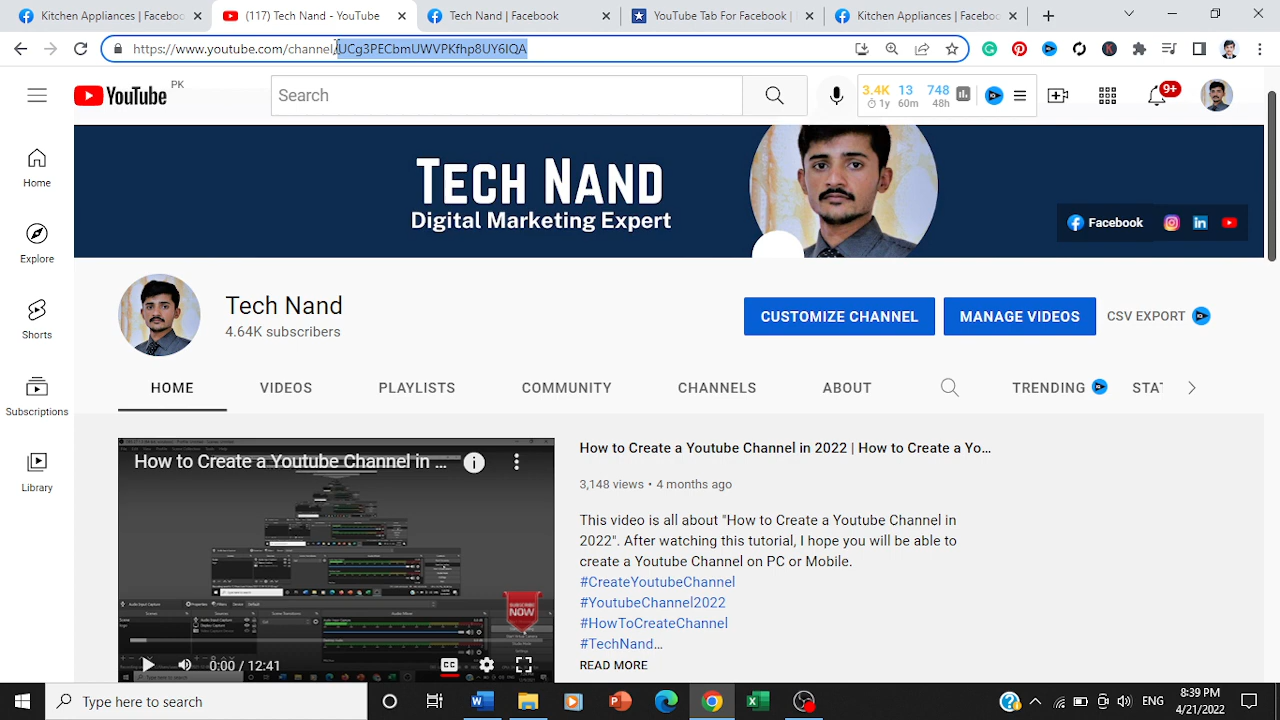 Kitchen Appliances | Facebook
(117) Tech Nand - YouTube
Tech Nand | Facebook
YouTube Tab For Facebook |
Kitchen Appliances | Facebook
https://www.youtube.com/channel/UCg3PECbmUWVPKfhp8UY6IQA
YouTube PK
Search
3.4K 13 748
1y 60m 48h
9+
TECH NAND
Digital Marketing Expert
Facebook
Home
Explore
Shorts
Subscriptions
Library
Tech Nand
4.64K subscribers
CUSTOMIZE CHANNEL
MANAGE VIDEOS
CSV EXPORT
HOME VIDEOS PLAYLISTS COMMUNITY CHANNELS ABOUT TRENDING STAT
How to Create a Youtube Channel in ...
SUBSCRIBE
NOW
0:00 / 12:41
CC
How to Create a Youtube Channel in 2022 | How to Create a Yo...
3,148 views • 4 months ago
This video is all about "How to Create a Youtube Channel in
2022". After watching this tutorial, I hope you will be able to
create a Youtube Channel on PC or Mobile.
#CreateYoutubeChannel
#YoutubeChannel2022
#HowToCreateChannel
#TechNand...
READ MORE
Type here to search
ENG
8:39 PM
4/21/2022